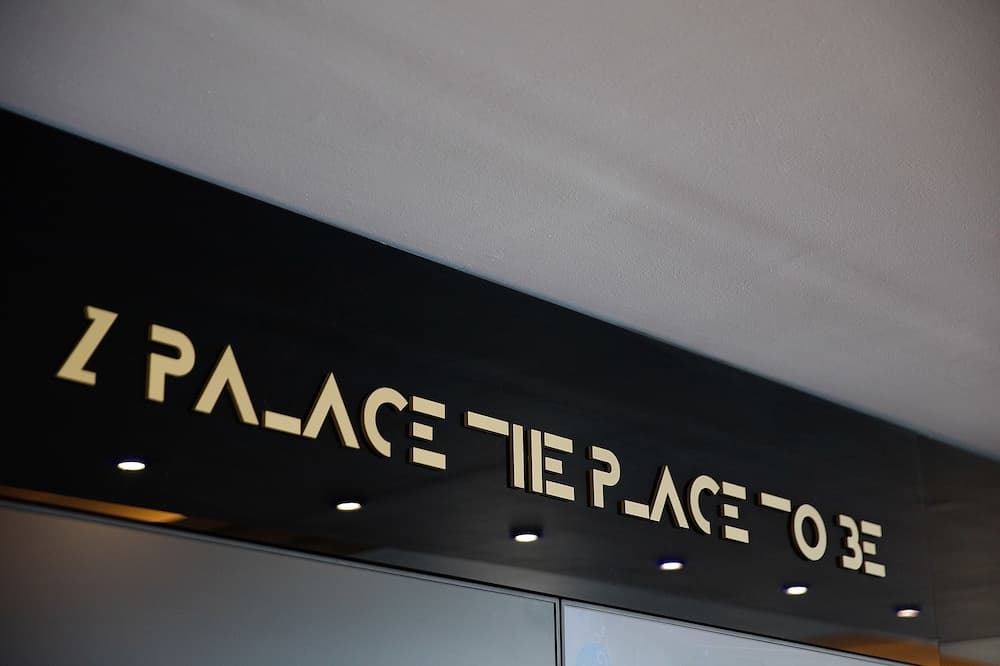 Z PALACE THE PLACE TO BE